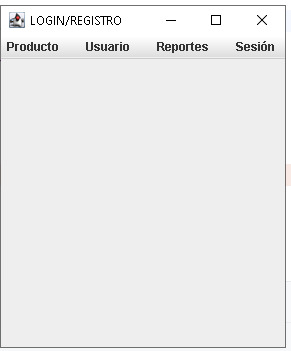 LOGIN/REGISTRO
Producto Usuario Reportes Sesión